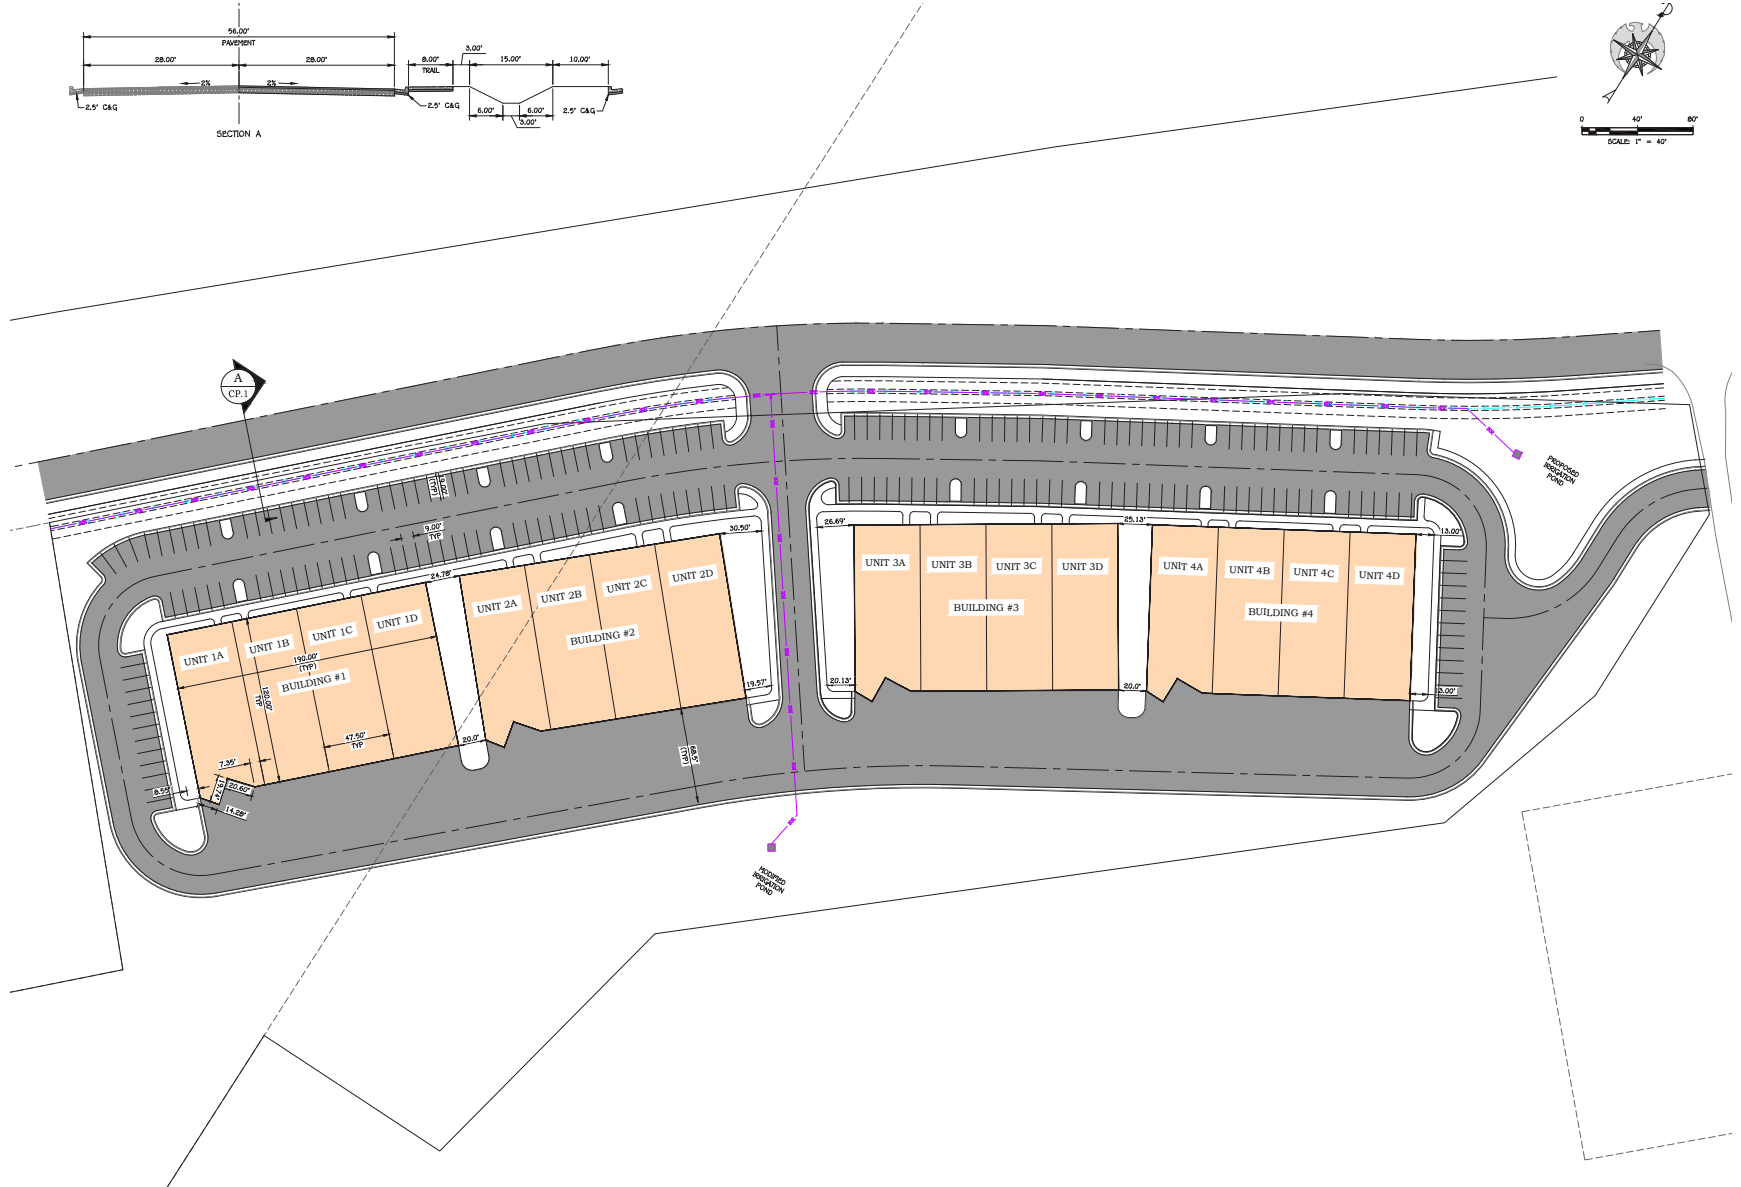 56.00'
PAVEMENT
28.00'
28.00'
2%
2%
2.5' C&G
SECTION A
8.00'
TRAIL
3.00'
15.00'
10.00'
2.5' C&G
6.00'
6.00'
3.00'
2.5' C&G
0
40'
80'
SCALE: 1" = 40'
A
CP.1
19.00'
(TYP)
9.00'
TYP
24.78'
30.50'
26.69'
25.13'
13.00'
PROPOSED
IRRIGATION
POND
UNIT 1A
UNIT 1B
UNIT 1C
UNIT 1D
190.00'
(TYP)
BUILDING #1
120.00'
TYP
47.50'
TYP
7.35'
8.55'
19.74'
20.60'
14.28'
20.0'
UNIT 2A
UNIT 2B
UNIT 2C
UNIT 2D
BUILDING #2
19.57'
68.5'
(TYP)
UNIT 3A
UNIT 3B
UNIT 3C
UNIT 3D
BUILDING #3
20.13'
20.0'
UNIT 4A
UNIT 4B
UNIT 4C
UNIT 4D
BUILDING #4
13.00'
MODIFIED
IRRIGATION
POND